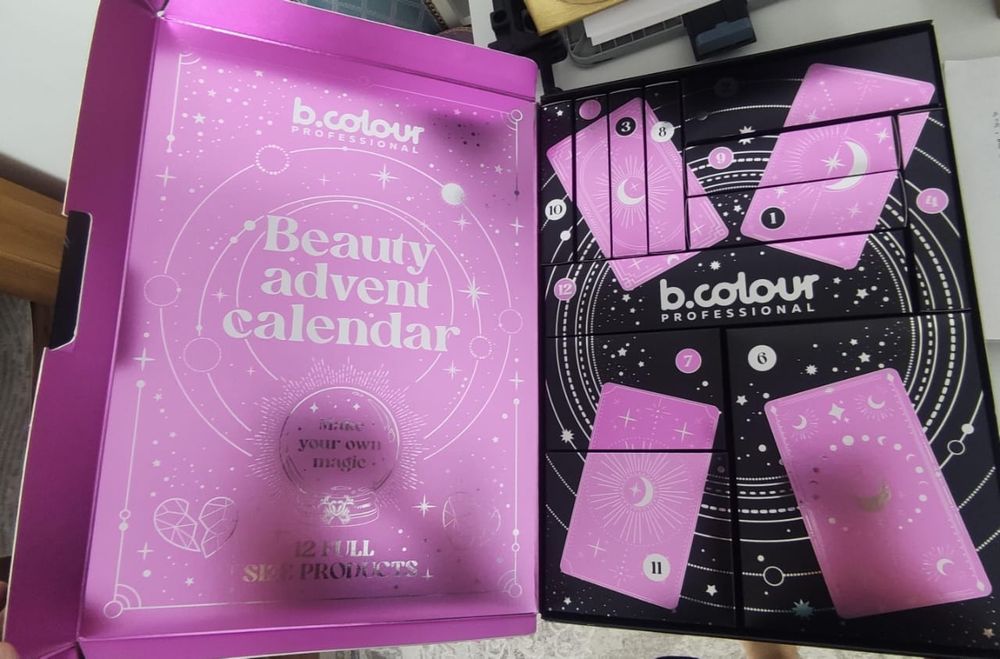 b.colour
PROFESSIONAL
Beauty
advent
calendar
Make
your own
magic
12 FULL
SIZE PRODUCTS
3
8
9
10
1
12
b.colour
PROFESSIONAL
7
6
11